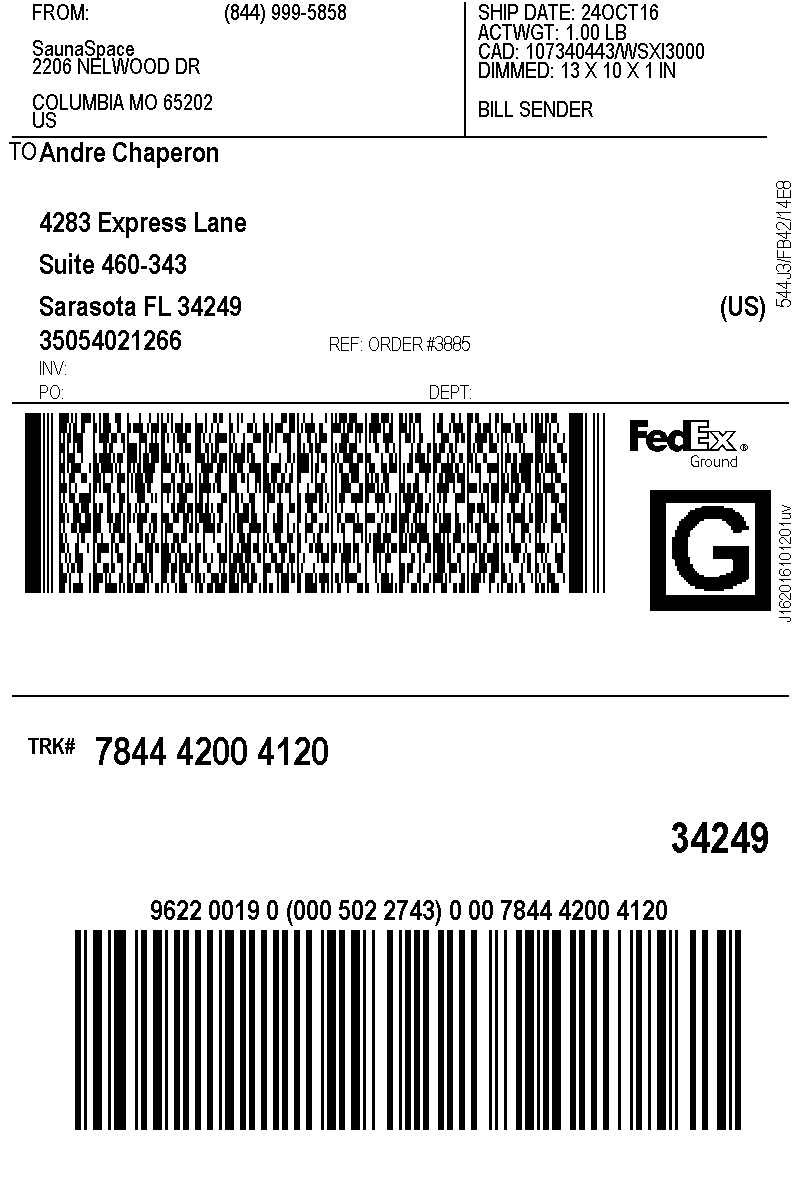 FROM: (844) 999-5858
SaunaSpace
2206 NELWOOD DR
COLUMBIA MO 65202
US
SHIP DATE: 24OCT16
ACTWGT: 1.00 LB
CAD: 107340443/WSXI3000
DIMMED: 13 X 10 X 1 IN
BILL SENDER
TO Andre Chaperon
4283 Express Lane
Suite 460-343
Sarasota FL 34249 (US)
35054021266 REF: ORDER #3885
INV:
PO: DEPT:
544J3/FB42/14E8
FedEx®
Ground
G
J162016101201uv
TRK# 7844 4200 4120
34249
9622 0019 0 (000 502 2743) 0 00 7844 4200 4120